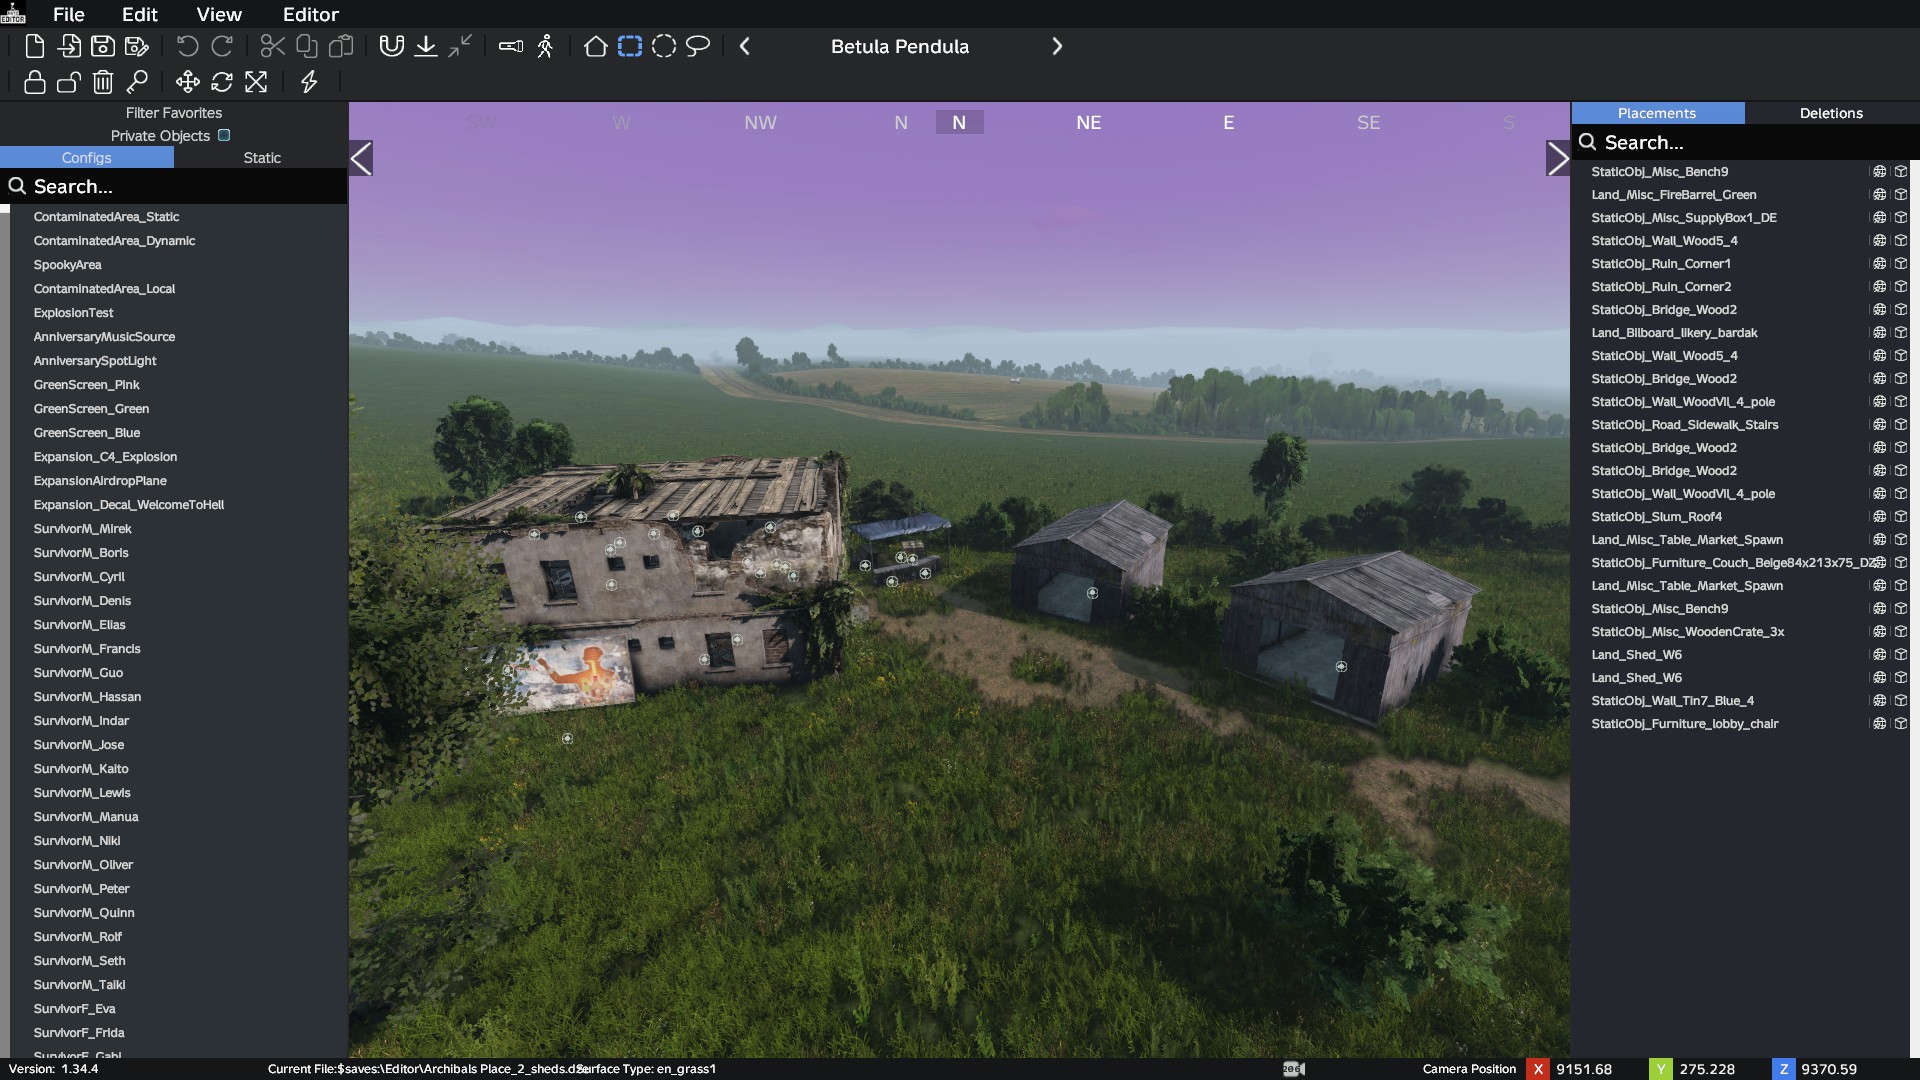 EDITOR
File Edit View Editor
Betula Pendula
Filter Favorites
Private Objects
Configs Static
Search...
ContaminatedArea_Static
ContaminatedArea_Dynamic
SpookyArea
ContaminatedArea_Local
ExplosionTest
AnniversaryMusicSource
AnniversarySpotLight
GreenScreen_Pink
GreenScreen_Green
GreenScreen_Blue
Expansion_C4_Explosion
ExpansionAirdropPlane
Expansion_Decal_WelcomeToHell
SurvivorM_Mirek
SurvivorM_Boris
SurvivorM_Cyril
SurvivorM_Denis
SurvivorM_Elias
SurvivorM_Francis
SurvivorM_Guo
SurvivorM_Hassan
SurvivorM_Indar
SurvivorM_Jose
SurvivorM_Kaito
SurvivorM_Lewis
SurvivorM_Manua
SurvivorM_Niki
SurvivorM_Oliver
SurvivorM_Peter
SurvivorM_Quinn
SurvivorM_Rolf
SurvivorM_Seth
SurvivorM_Taiki
SurvivorF_Eva
SurvivorF_Frida
SurvivorF_Gabi
SW W NW N N NE E SE S
Placements Deletions
Search...
StaticObj_Misc_Bench9
Land_Misc_FireBarrel_Green
StaticObj_Misc_SupplyBox1_DE
StaticObj_Wall_Wood5_4
StaticObj_Ruin_Corner1
StaticObj_Ruin_Corner2
StaticObj_Bridge_Wood2
Land_Bilboard_likery_bardak
StaticObj_Wall_Wood5_4
StaticObj_Bridge_Wood2
StaticObj_Wall_WoodVil_4_pole
StaticObj_Road_Sidewalk_Stairs
StaticObj_Bridge_Wood2
StaticObj_Bridge_Wood2
StaticObj_Wall_WoodVil_4_pole
StaticObj_Slum_Roof4
Land_Misc_Table_Market_Spawn
StaticObj_Furniture_Couch_Beige84x213x75_DZ
Land_Misc_Table_Market_Spawn
StaticObj_Misc_Bench9
StaticObj_Misc_WoodenCrate_3x
Land_Shed_W6
Land_Shed_W6
StaticObj_Wall_Tin7_Blue_4
StaticObj_Furniture_lobby_chair
Version: 1.34.4 Current File:$saves:\Editor\Archibals Place_2_sheds.dze Surface Type: en_grass1 206 Camera Position X 9151.68 Y 275.228 Z 9370.59